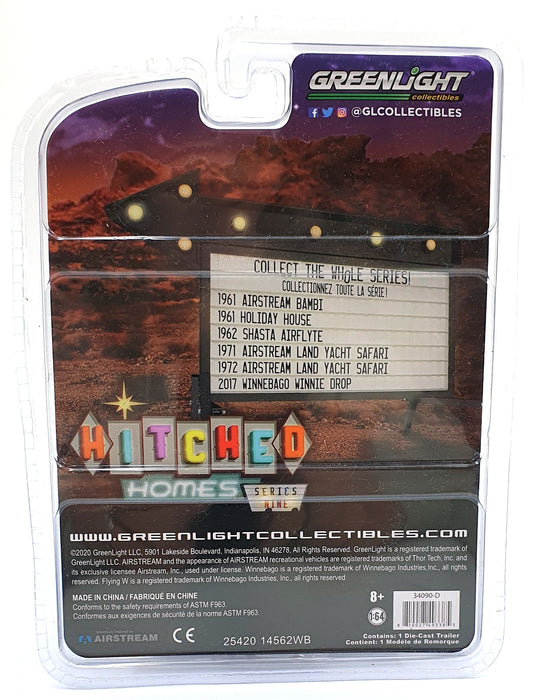 GREENLIGHT
collectibles
@GLCOLLECTIBLES
COLLECT THE WHOLE SERIES!
COLLECTIONNEZ TOUTE LA SÉRIE!
1961 AIRSTREAM BAMBI
1961 HOLIDAY HOUSE
1962 SHASTA AIRFLYTE
1971 AIRSTREAM LAND YACHT SAFARI
1972 AIRSTREAM LAND YACHT SAFARI
2017 WINNEBAGO WINNIE DROP
HITCHED
HOMES
SERIES
NINE
WWW.GREENLIGHTCOLLECTIBLES.COM
©2020 GreenLight LLC, 5901 Lakeside Boulevard, Indianapolis, IN 46278, All Rights Reserved. GreenLight is a registered trademark of
GreenLight LLC. AIRSTREAM and the appearance of AIRSTREAM recreational vehicles are registered trademarks of Thor Tech, Inc. and
its exclusive licensee Airstream, Inc., used under license. Winnebago is a registered trademark of Winnebago Industries, Inc., all rights
reserved. Flying W is a registered trademark of Winnebago Industries, Inc., all rights reserved.
MADE IN CHINA / FABRIQUÉ EN CHINE
Conforms to the safety requirements of ASTM F963.
Conforme aux exigences de sécurité de la norme ASTM F963.
8+
1:64
34090-D
AIRSTREAM
CE
25420 14562WB
Contains: 1 Die-Cast Trailer
Contient: 1 Modèle de Remorque